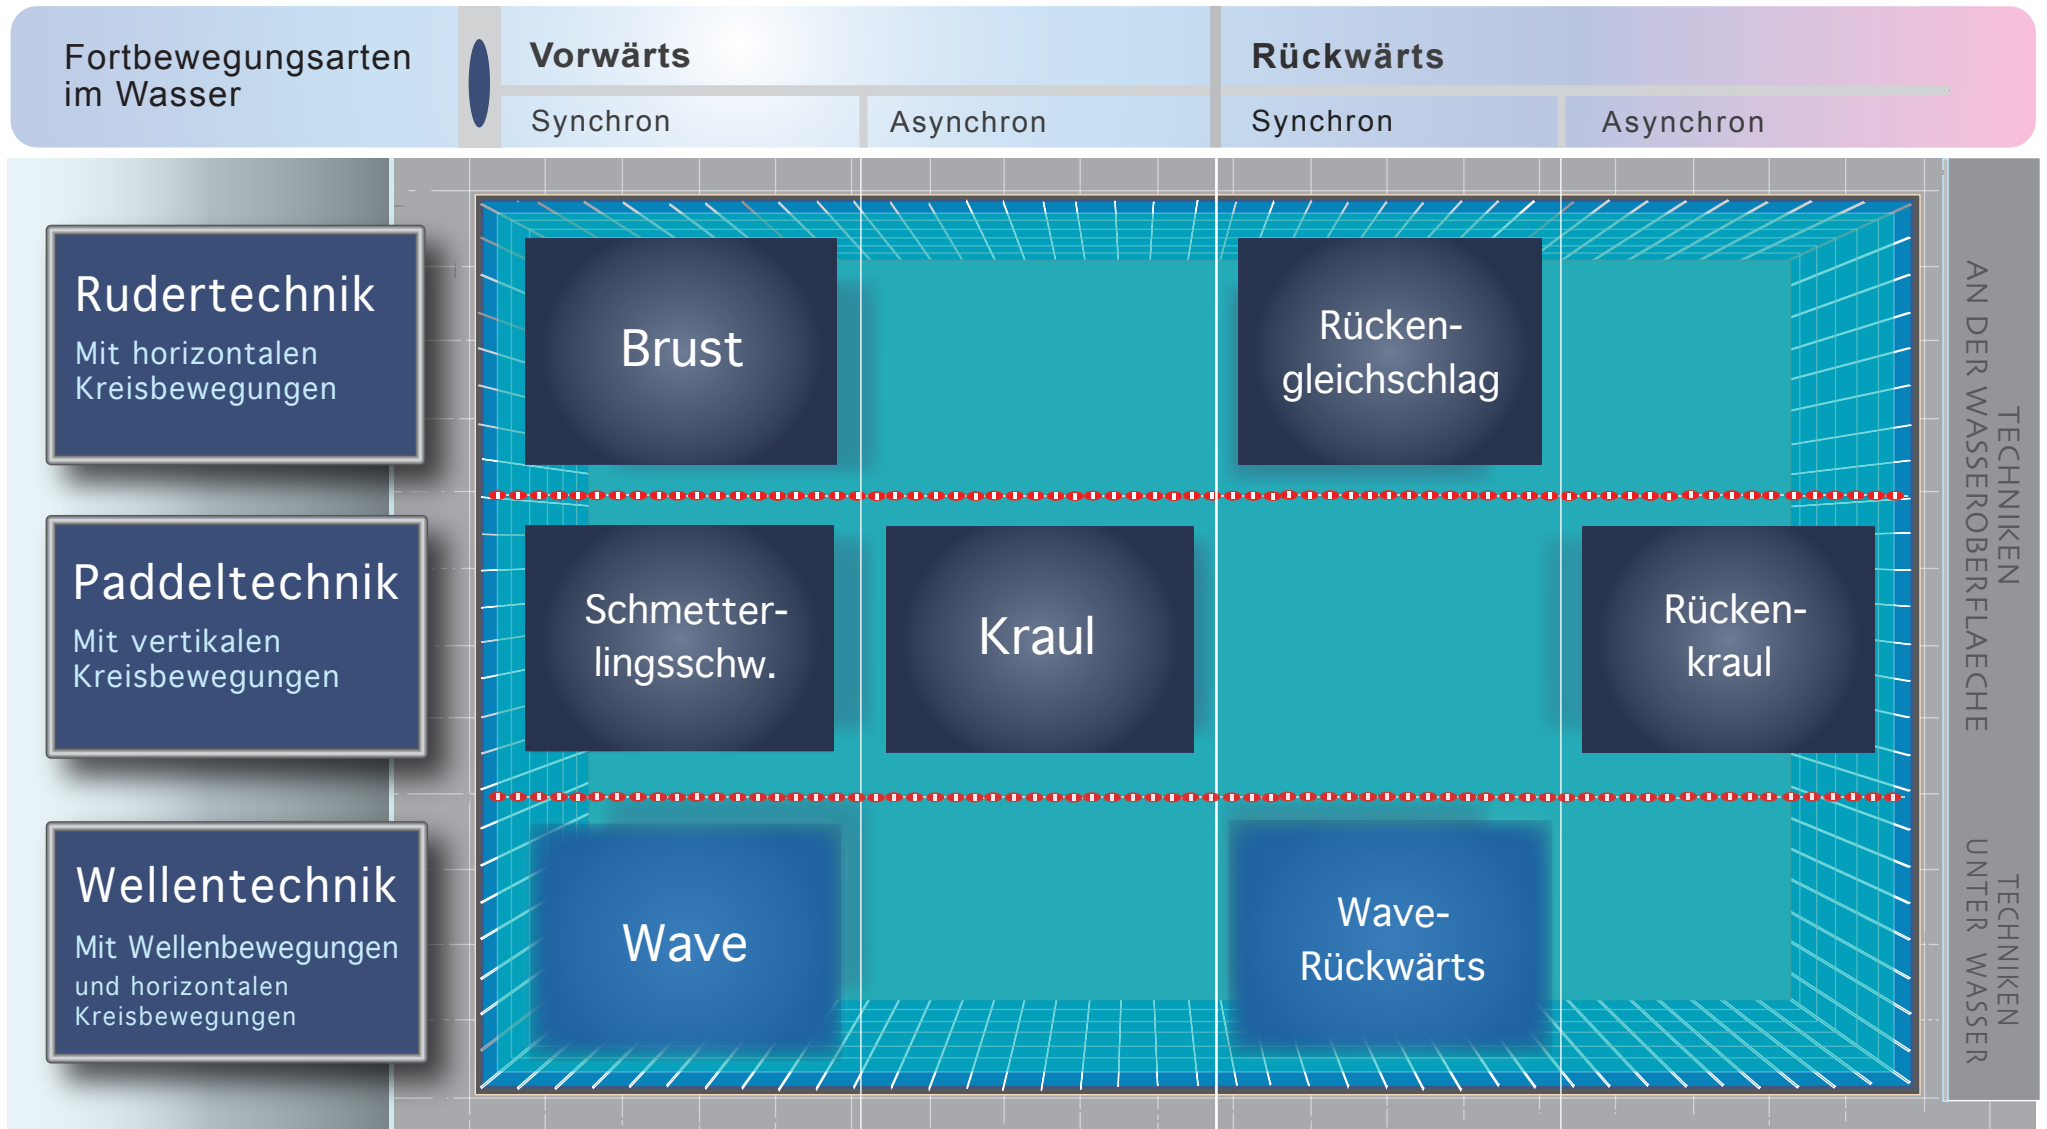 Fortbewegungsarten
im Wasser
Vorwärts
Rückwärts
Synchron
Asynchron
Synchron
Asynchron
Rudertechnik
Mit horizontalen
Kreisbewegungen
Brust
Rücken-
gleichschlag
Paddeltechnik
Mit vertikalen
Kreisbewegungen
Schmetter-
lingsschw.
Kraul
Rücken-
kraul
Wellentechnik
Mit Wellenbewegungen
und horizontalen
Kreisbewegungen
Wave
Wave-
Rückwärts
TECHNIKEN
AN DER WASSEROBERFLAECHE
TECHNIKEN
UNTER WASSER